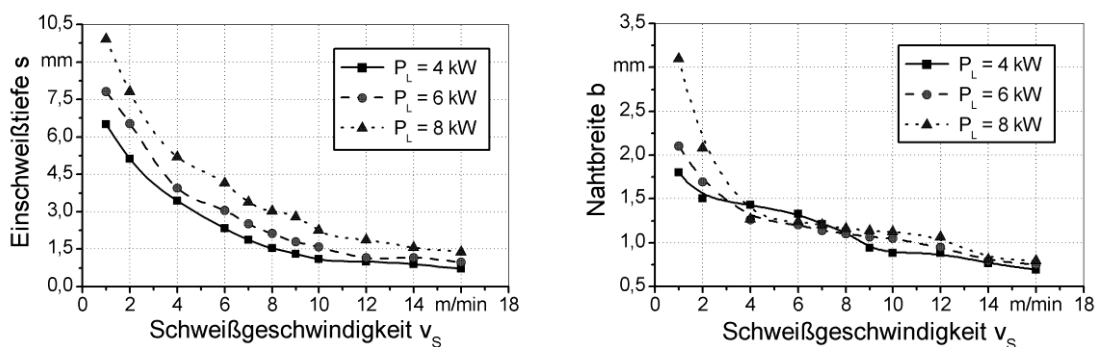 10,5
mm
7,5
6,0
4,5
3,0
1,5
0,0
Einschweißtiefe s
P_L = 4 kW
P_L = 6 kW
P_L = 8 kW
0 2 4 6 8 10 12 14 m/min 18
Schweißgeschwindigkeit v_S
3,5
mm
2,5
2,0
1,5
1,0
0,5
Nahtbreite b
P_L = 4 kW
P_L = 6 kW
P_L = 8 kW
0 2 4 6 8 10 12 14 m/min 18
Schweißgeschwindigkeit v_S